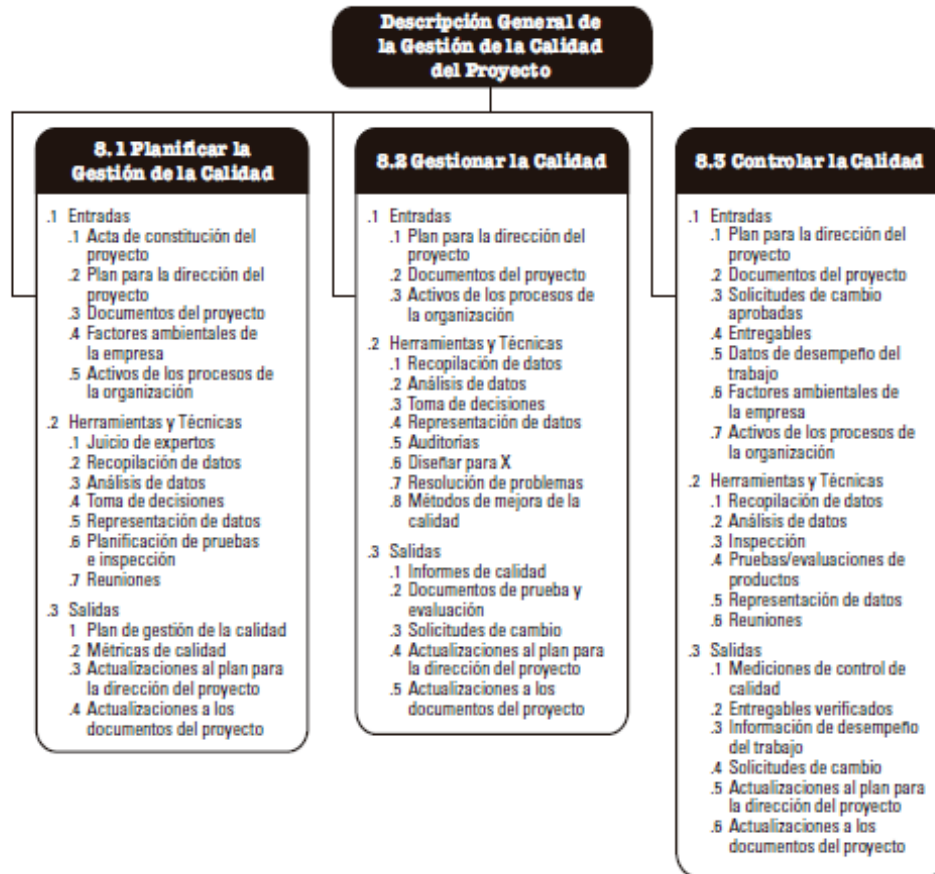 Descripción General de
la Gestión de la Calidad
del Proyecto
8.1 Planificar la
Gestión de la Calidad
.1 Entradas
.1 Acta de constitución del
proyecto
.2 Plan para la dirección del
proyecto
.3 Documentos del proyecto
.4 Factores ambientales de
la empresa
.5 Activos de los procesos de
la organización
.2 Herramientas y Técnicas
.1 Juicio de expertos
.2 Recopilación de datos
.3 Análisis de datos
.4 Toma de decisiones
.5 Representación de datos
.6 Planificación de pruebas
e inspección
.7 Reuniones
.3 Salidas
1 Plan de gestión de la calidad
.2 Métricas de calidad
.3 Actualizaciones al plan para
la dirección del proyecto
.4 Actualizaciones a los
documentos del proyecto
8.2 Gestionar la Calidad
.1 Entradas
.1 Plan para la dirección del
proyecto
.2 Documentos del proyecto
.3 Activos de los procesos de
la organización
.2 Herramientas y Técnicas
.1 Recopilación de datos
.2 Análisis de datos
.3 Toma de decisiones
.4 Representación de datos
.5 Auditorías
.6 Diseñar para X
.7 Resolución de problemas
.8 Métodos de mejora de la
calidad
.3 Salidas
.1 Informes de calidad
.2 Documentos de prueba y
evaluación
.3 Solicitudes de cambio
.4 Actualizaciones al plan para
la dirección del proyecto
.5 Actualizaciones a los
documentos del proyecto
8.3 Controlar la Calidad
.1 Entradas
.1 Plan para la dirección del
proyecto
.2 Documentos del proyecto
.3 Solicitudes de cambio
aprobadas
.4 Entregables
.5 Datos de desempeño del
trabajo
.6 Factores ambientales de
la empresa
.7 Activos de los procesos de
la organización
.2 Herramientas y Técnicas
.1 Recopilación de datos
.2 Análisis de datos
.3 Inspección
.4 Pruebas/evaluaciones de
productos
.5 Representación de datos
.6 Reuniones
.3 Salidas
.1 Mediciones de control de
calidad
.2 Entregables verificados
.3 Información de desempeño
del trabajo
.4 Solicitudes de cambio
.5 Actualizaciones al plan para
la dirección del proyecto
.6 Actualizaciones a los
documentos del proyecto